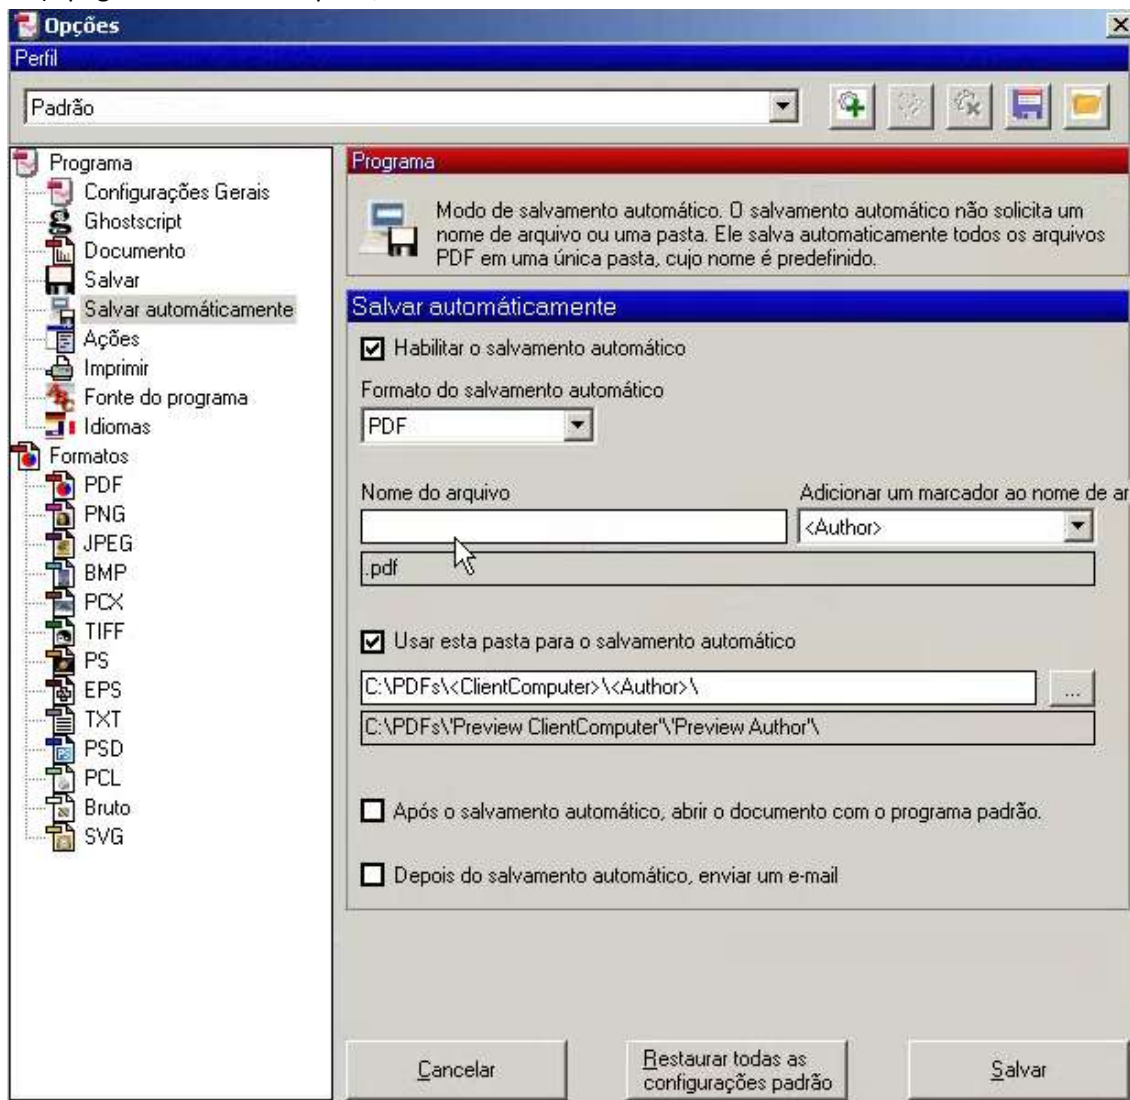 Opções
Perfil
Padrão
Programa
Configurações Gerais
Ghostscript
Documento
Salvar
Salvar automáticamente
Ações
Imprimir
Fonte do programa
Idiomas
Formatos
PDF
PNG
JPEG
BMP
PCX
TIFF
PS
EPS
TXT
PSD
PCL
Bruto
SVG
Programa
Modo de salvamento automático. O salvamento automático não solicita um
nome de arquivo ou uma pasta. Ele salva automaticamente todos os arquivos
PDF em uma única pasta, cujo nome é predefinido.
Salvar automáticamente
Habilitar o salvamento automático
Formato do salvamento automático
PDF
Nome do arquivo
Adicionar um marcador ao nome de ar
<Author>
.pdf
Usar esta pasta para o salvamento automático
C:\PDFs\<ClientComputer>\<Author>\
...
C:\PDFs\'Preview ClientComputer'\'Preview Author'\
Após o salvamento automático, abrir o documento com o programa padrão.
Depois do salvamento automático, enviar um e-mail
Cancelar
Restaurar todas as
configurações padrão
Salvar